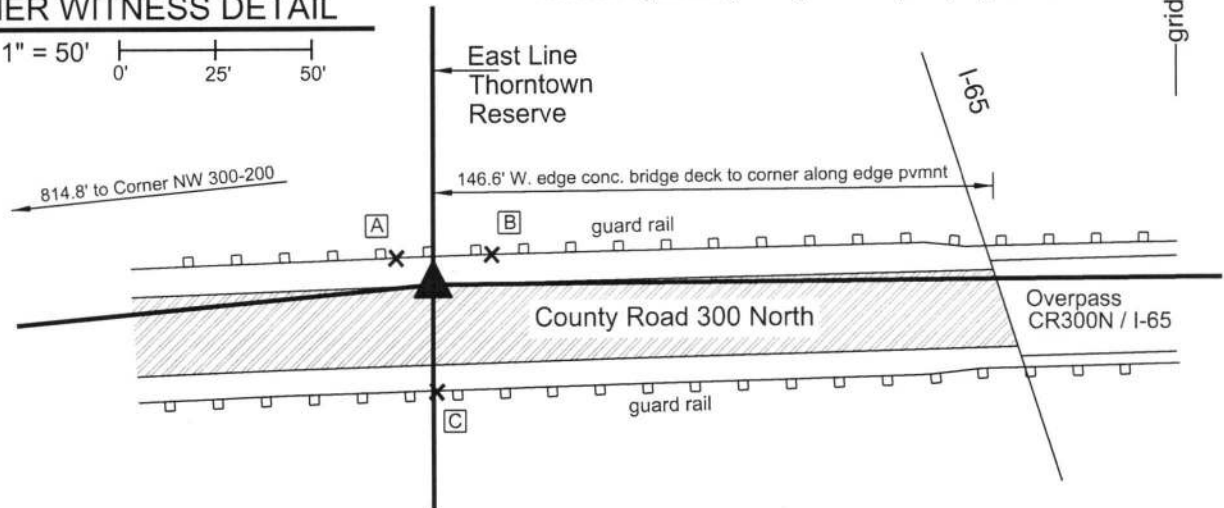 WITNESS DETAIL
1" = 50'
0' 25' 50'
East Line
Thorntown
Reserve
I-65
grid
814.8' to Corner NW 300-200
146.6' W. edge conc. bridge deck to corner along edge pvmnt
A
B
guard rail
County Road 300 North
Overpass
CR300N / I-65
guard rail
C